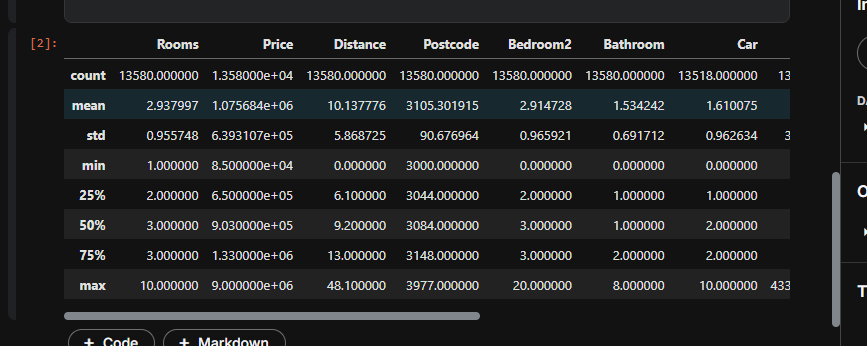 In
[2]:
Rooms Price Distance Postcode Bedroom2 Bathroom Car
count 13580.000000 1.358000e+04 13580.000000 13580.000000 13580.000000 13580.000000 13518.000000 13
mean 2.937997 1.075684e+06 10.137776 3105.301915 2.914728 1.534242 1.610075
std 0.955748 6.393107e+05 5.868725 90.676964 0.965921 0.691712 0.962634 3
min 1.000000 8.500000e+04 0.000000 3000.000000 0.000000 0.000000 0.000000
25% 2.000000 6.500000e+05 6.100000 3044.000000 2.000000 1.000000 1.000000
50% 3.000000 9.030000e+05 9.200000 3084.000000 3.000000 1.000000 2.000000
75% 3.000000 1.330000e+06 13.000000 3148.000000 3.000000 2.000000 2.000000
max 10.000000 9.000000e+06 48.100000 3977.000000 20.000000 8.000000 10.000000 433
+ Code + Markdown